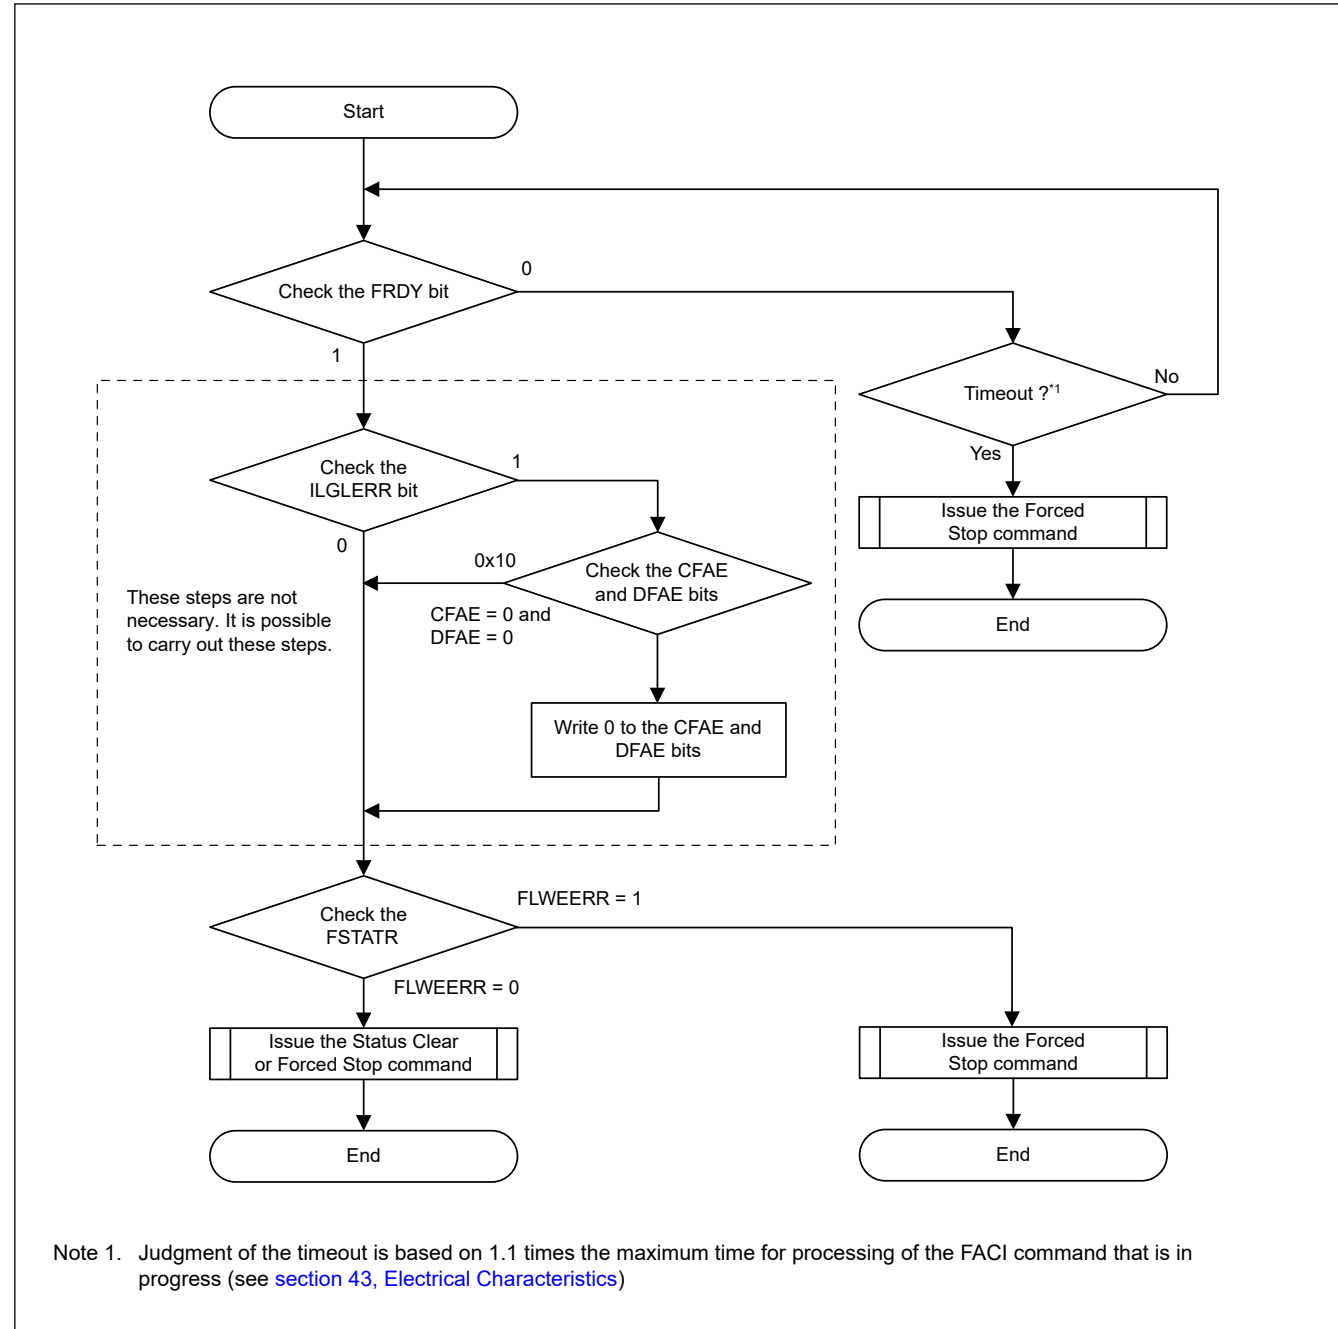 Start
0
Check the FRDY bit
1
No
Timeout ?*1
Yes
Check the
ILGLERR bit
1
Issue the Forced
Stop command
0
0x10
Check the CFAE
and DFAE bits
CFAE = 0 and
DFAE = 0
These steps are not
necessary. It is possible
to carry out these steps.
End
Write 0 to the CFAE and
DFAE bits
FLWEERR = 1
Check the
FSTATR
FLWEERR = 0
Issue the Status Clear
or Forced Stop command
Issue the Forced
Stop command
End
End
Note 1. Judgment of the timeout is based on 1.1 times the maximum time for processing of the FACI command that is in
progress (see section 43, Electrical Characteristics)